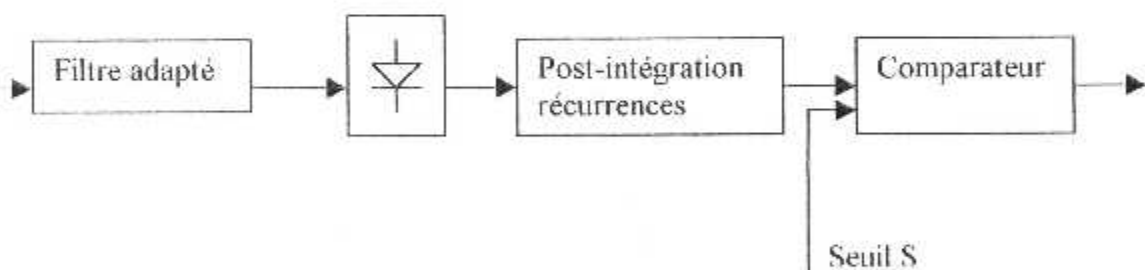 Filtre adapté
Post-intégration
récurrences
Comparateur
Seuil S